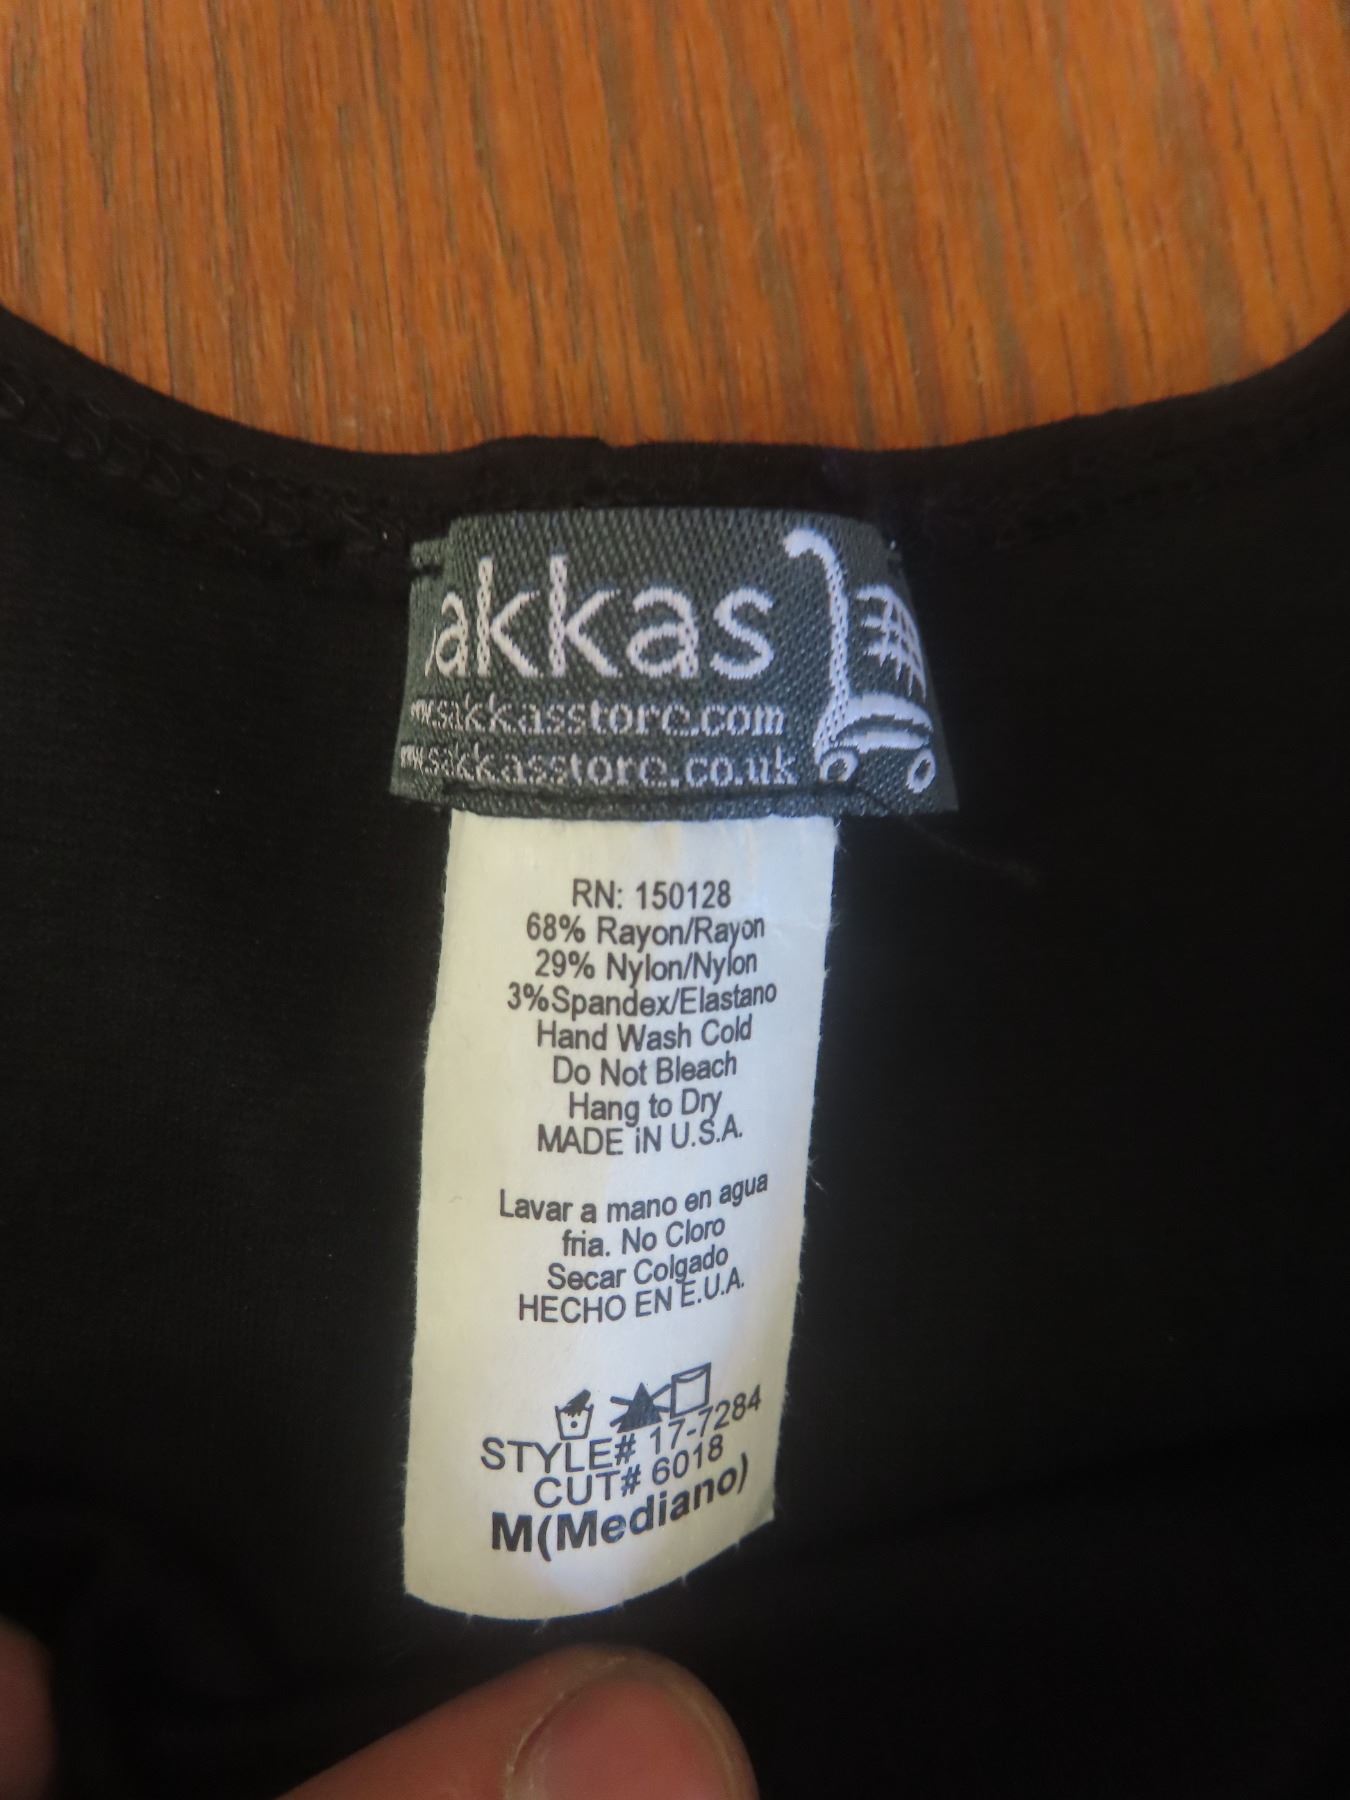 sakkas
www.sakkasstore.com
www.sakkasstore.co.uk
RN: 150128
68% Rayon/Rayon
29% Nylon/Nylon
3%Spandex/Elastano
Hand Wash Cold
Do Not Bleach
Hang to Dry
MADE iN U.S.A.
Lavar a mano en agua
fria. No Cloro
Secar Colgado
HECHO EN E.U.A.
STYLE# 17-7284
CUT# 6018
M(Mediano)